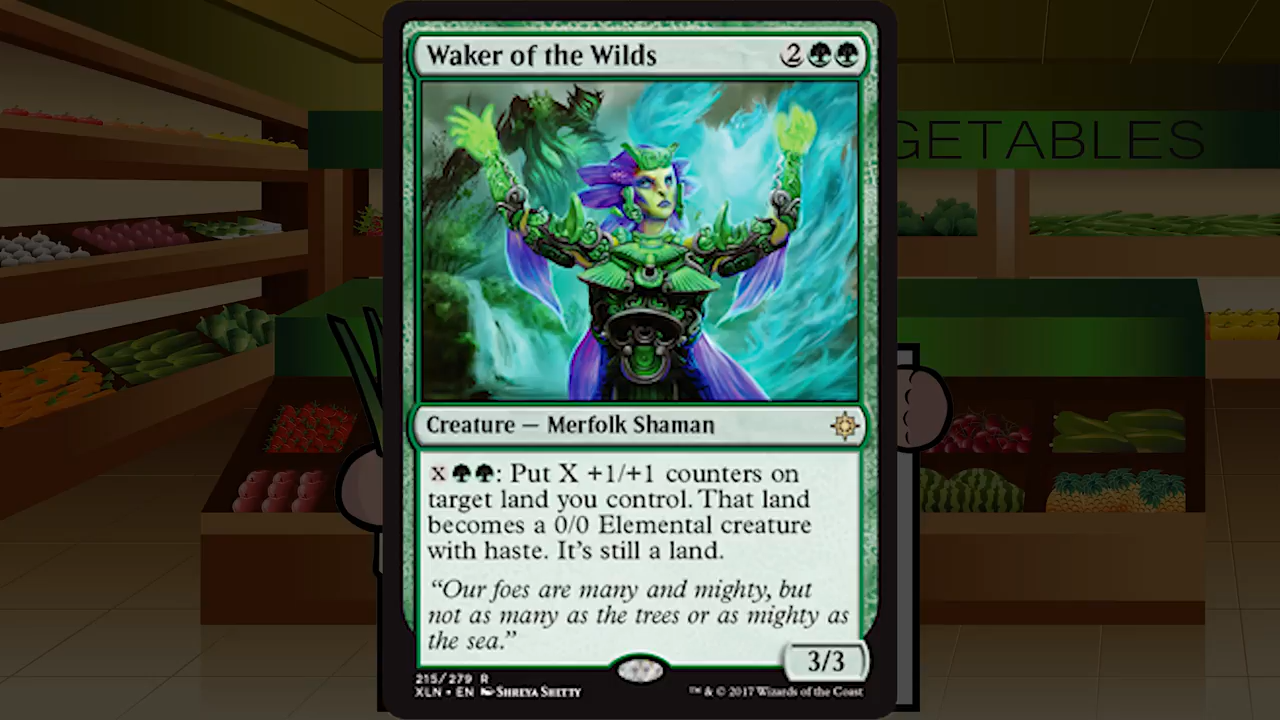 Waker of the Wilds 2
GETABLES
Creature — Merfolk Shaman
X : Put X +1/+1 counters on
target land you control. That land
becomes a 0/0 Elemental creature
with haste. It's still a land.
“Our foes are many and mighty, but
not as many as the trees or as mighty as
the sea.”
3/3
215/279 R
XLN • EN Shreya Shetty
™ & © 2017 Wizards of the Coast